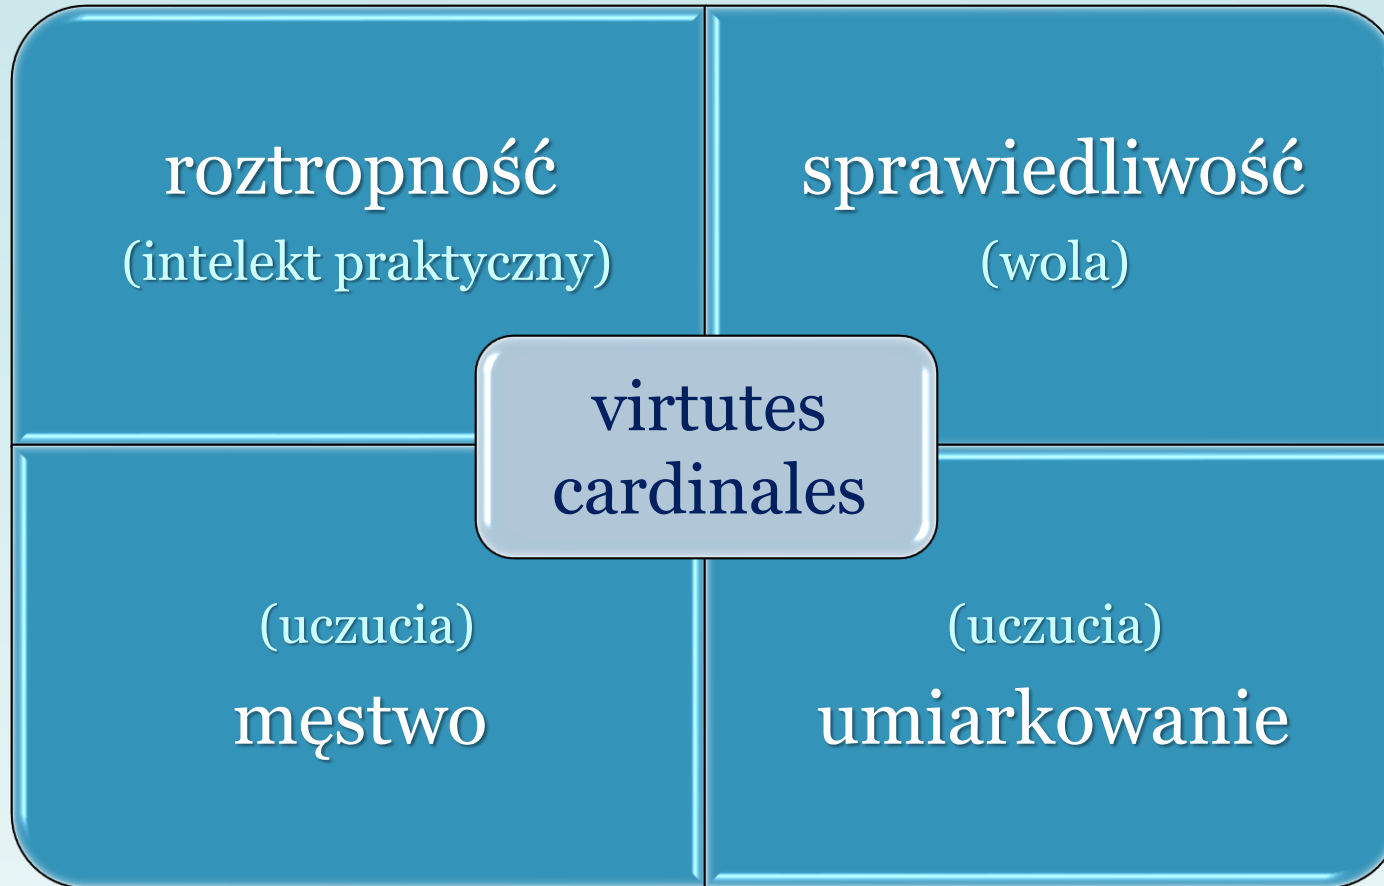 roztropność
(intelekt praktyczny)
sprawiedliwość
(wola)
virtutes
cardinales
(uczucia)
męstwo
(uczucia)
umiarkowanie